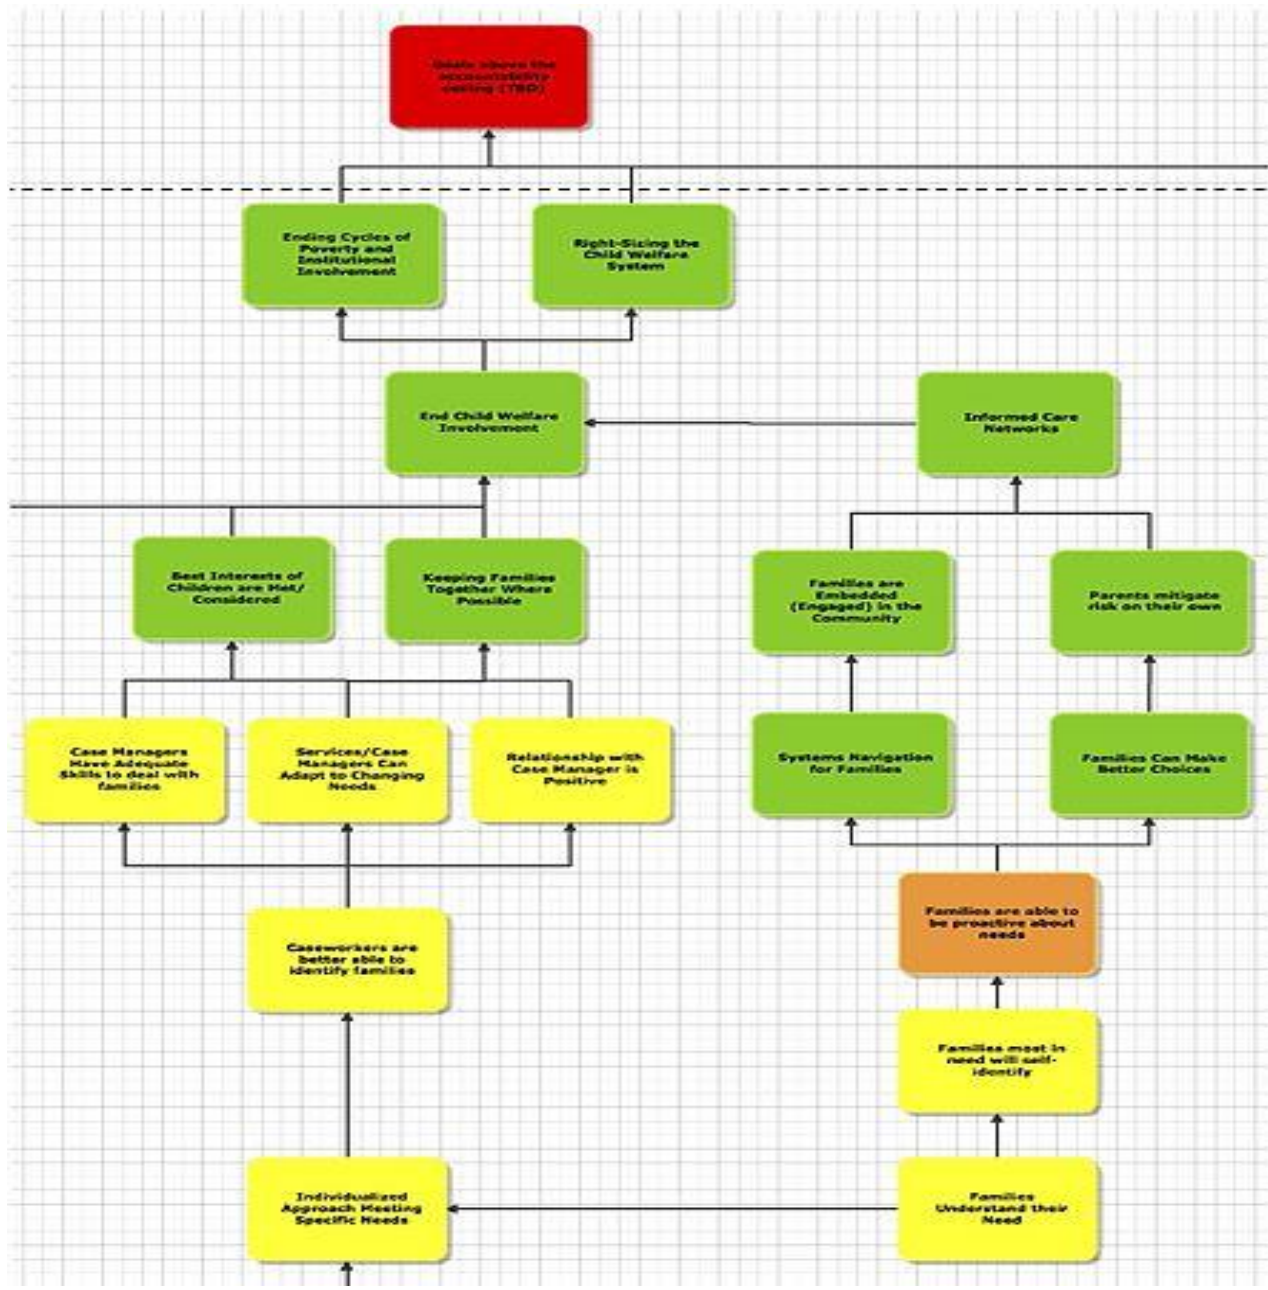 Goals above the
accountability
ceiling (TBD)
Ending Cycles of
Poverty and
Institutional
Involvement
Right-Sizing the
Child Welfare
System
End Child Welfare
Involvement
Informed Care
Networks
Best Interests of
Children are Met/
Considered
Keeping Families
Together Where
Possible
Families are
Embedded
(Engaged) in the
Community
Parents mitigate
risk on their own
Case Managers
Have Adequate
Skills to deal with
families
Services/Case
Managers Can
Adapt to Changing
Needs
Relationship with
Case Manager is
Positive
Systems Navigation
for Families
Families Can Make
Better Choices
Families are able to
be proactive about
needs
Caseworkers are
better able to
identify families
Families most in
need will self-
identify
Individualized
Approach Meeting
Specific Needs
Families
Understand their
Need